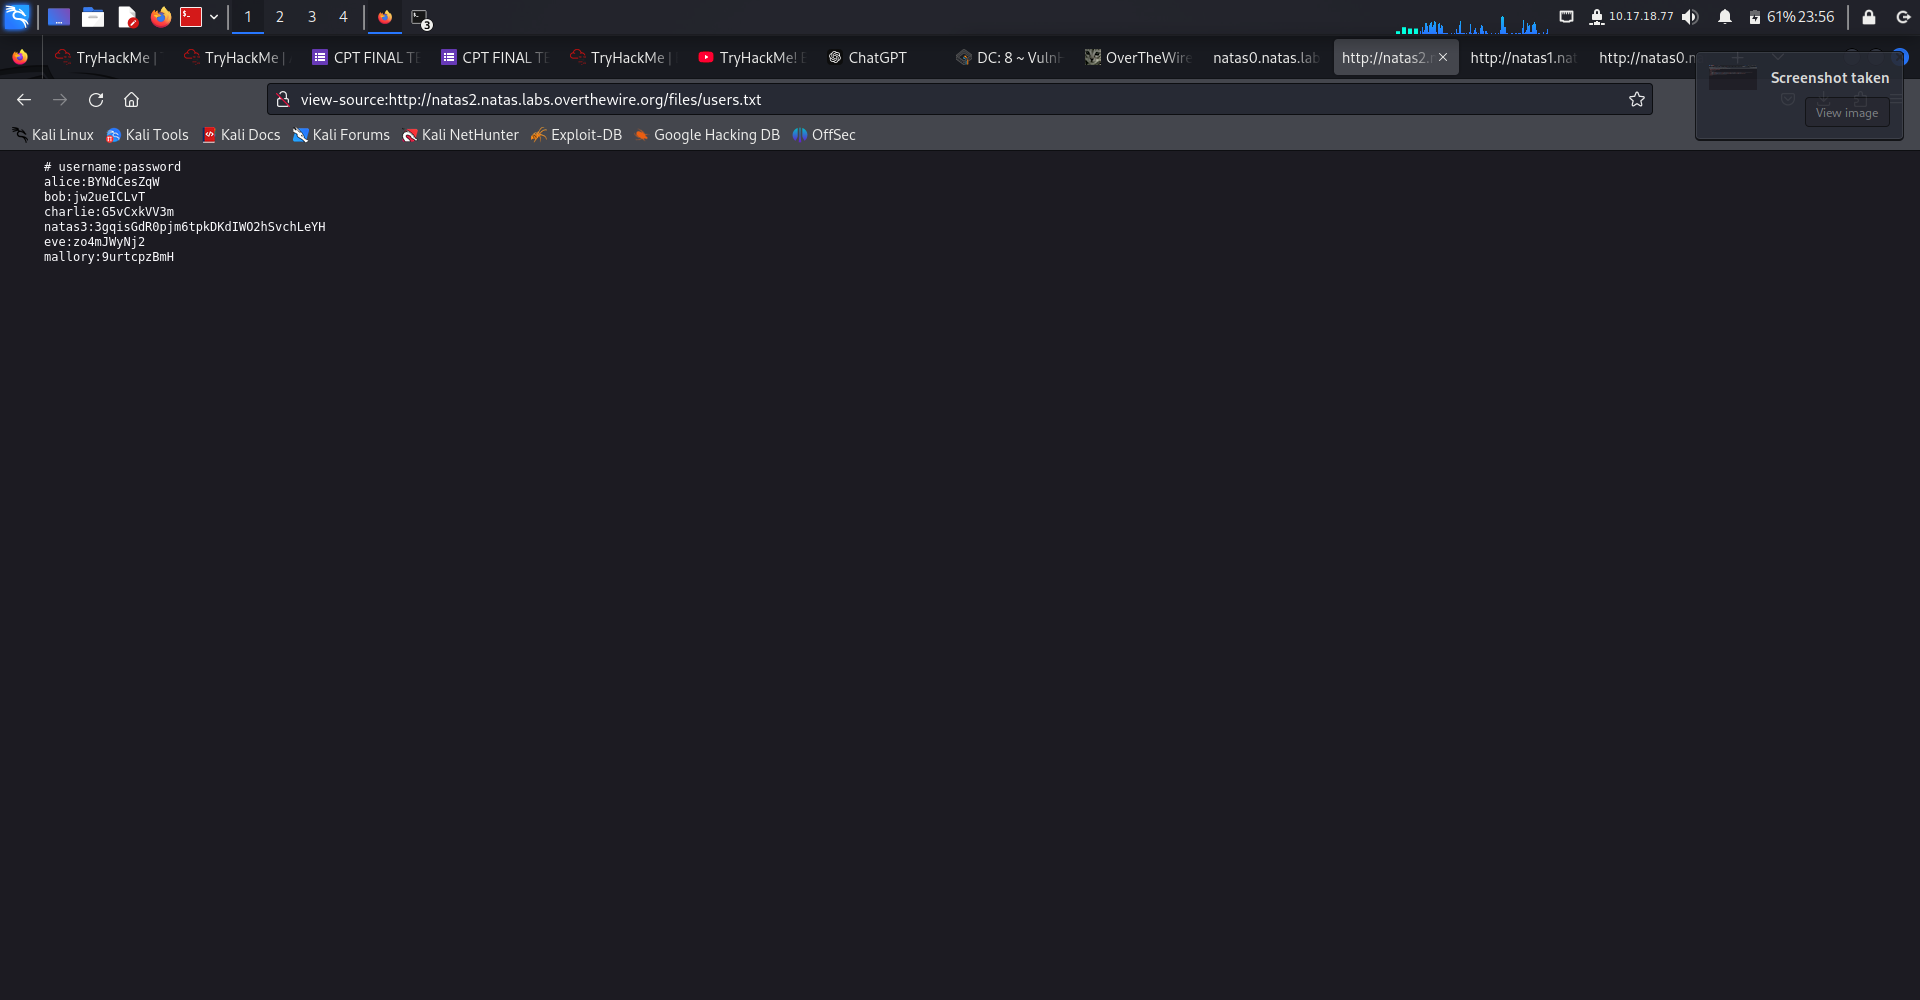 1 2 3 4 3 10.17.18.77 61% 23:56
TryHackMe | TryHackMe | CPT FINAL TE CPT FINAL TE TryHackMe | TryHackMe! ChatGPT DC: 8 ~ Vuln OverTheWire natas0.natas.lab http://natas2. http://natas1.nat http://natas0.n
Screenshot taken
View image
view-source:http://natas2.natas.labs.overthewire.org/files/users.txt
Kali Linux Kali Tools Kali Docs Kali Forums Kali NetHunter Exploit-DB Google Hacking DB OffSec
# username:password
alice:BYNdCesZqW
bob:jw2ueICLvT
charlie:G5vCxkVV3m
natas3:3gqisGdR0pjm6tpkDKdIWO2hSvchLeYH
eve:zo4mJWyNj2
mallory:9urtcpzBmH